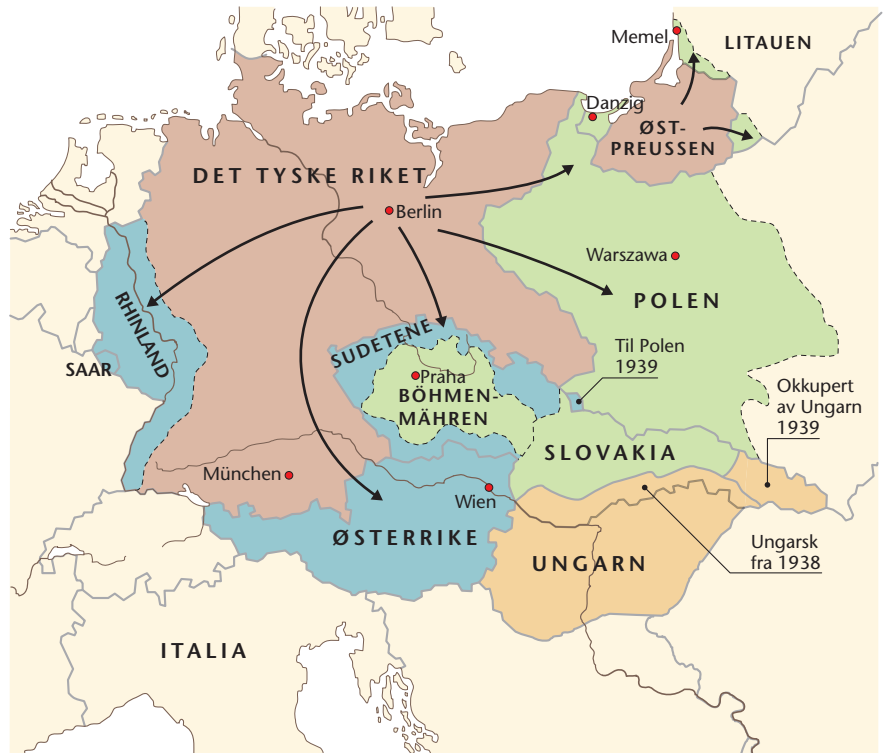 Memel
LITAUEN
Danzig
ØST-
PREUSSEN
DET TYSKE RIKET
Berlin
Warszawa
POLEN
RHINLAND
SUDETENE
Til Polen
1939
SAAR
Praha
BÖHMEN-
MÄHREN
Okkupert
av Ungarn
1939
SLOVAKIA
München
Wien
ØSTERRIKE
UNGARN
Ungarsk
fra 1938
ITALIA